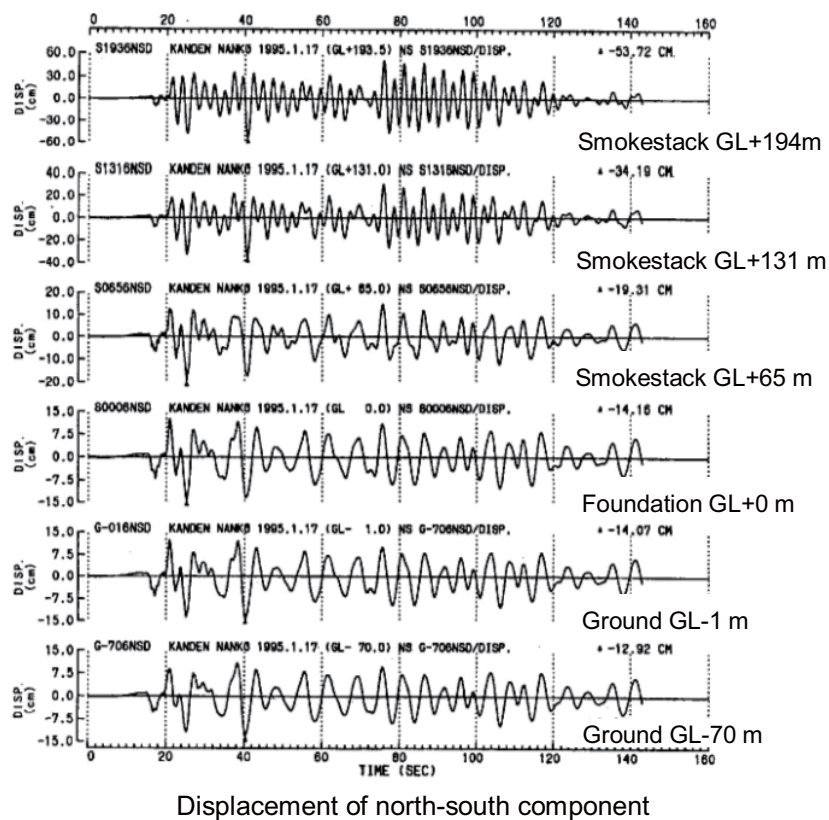 0 20 40 60 80 100 120 140 160
S1936NSD KANDEN NANKO 1995.1.17 (GL+193.5) NS S1936NSD/DISP. -53.72 CM
60.0
30.0
0.0
-30.0
-60.0
DISP. (cm)
Smokestack GL+194m
S1316NSD KANDEN NANKO 1995.1.17 (GL+131.0) NS S1316NSD/DISP. -34.19 CM
40.0
20.0
0.0
-20.0
-40.0
DISP. (cm)
Smokestack GL+131 m
S0656NSD KANDEN NANKO 1995.1.17 (GL+ 65.0) NS S0656NSD/DISP. -19.31 CM
20.0
10.0
0.0
-10.0
-20.0
DISP. (cm)
Smokestack GL+65 m
S0006NSD KANDEN NANKO 1995.1.17 (GL 0.0) NS S0006NSD/DISP. -14.16 CM
15.0
7.5
0.0
-7.5
-15.0
DISP. (cm)
Foundation GL+0 m
G-016NSD KANDEN NANKO 1995.1.17 (GL- 1.0) NS G-706NSD/DISP. -14.07 CM
15.0
7.5
0.0
-7.5
-15.0
DISP. (cm)
Ground GL-1 m
G-706NSD KANDEN NANKO 1995.1.17 (GL- 70.0) NS G-706NSD/DISP. -12.92 CM
15.0
7.5
0.0
-7.5
-15.0
DISP. (cm)
Ground GL-70 m
0 20 40 60 80 100 120 140 160
TIME (SEC)
Displacement of north-south component